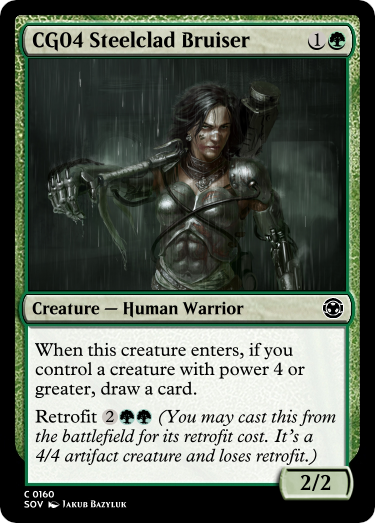 CG04 Steelclad Bruiser 1
Creature — Human Warrior
When this creature enters, if you
control a creature with power 4 or
greater, draw a card.
Retrofit 2 (You may cast this from
the battlefield for its retrofit cost. It's a
4/4 artifact creature and loses retrofit.)
2/2
C 0160
SOV Jakub Bazyluk